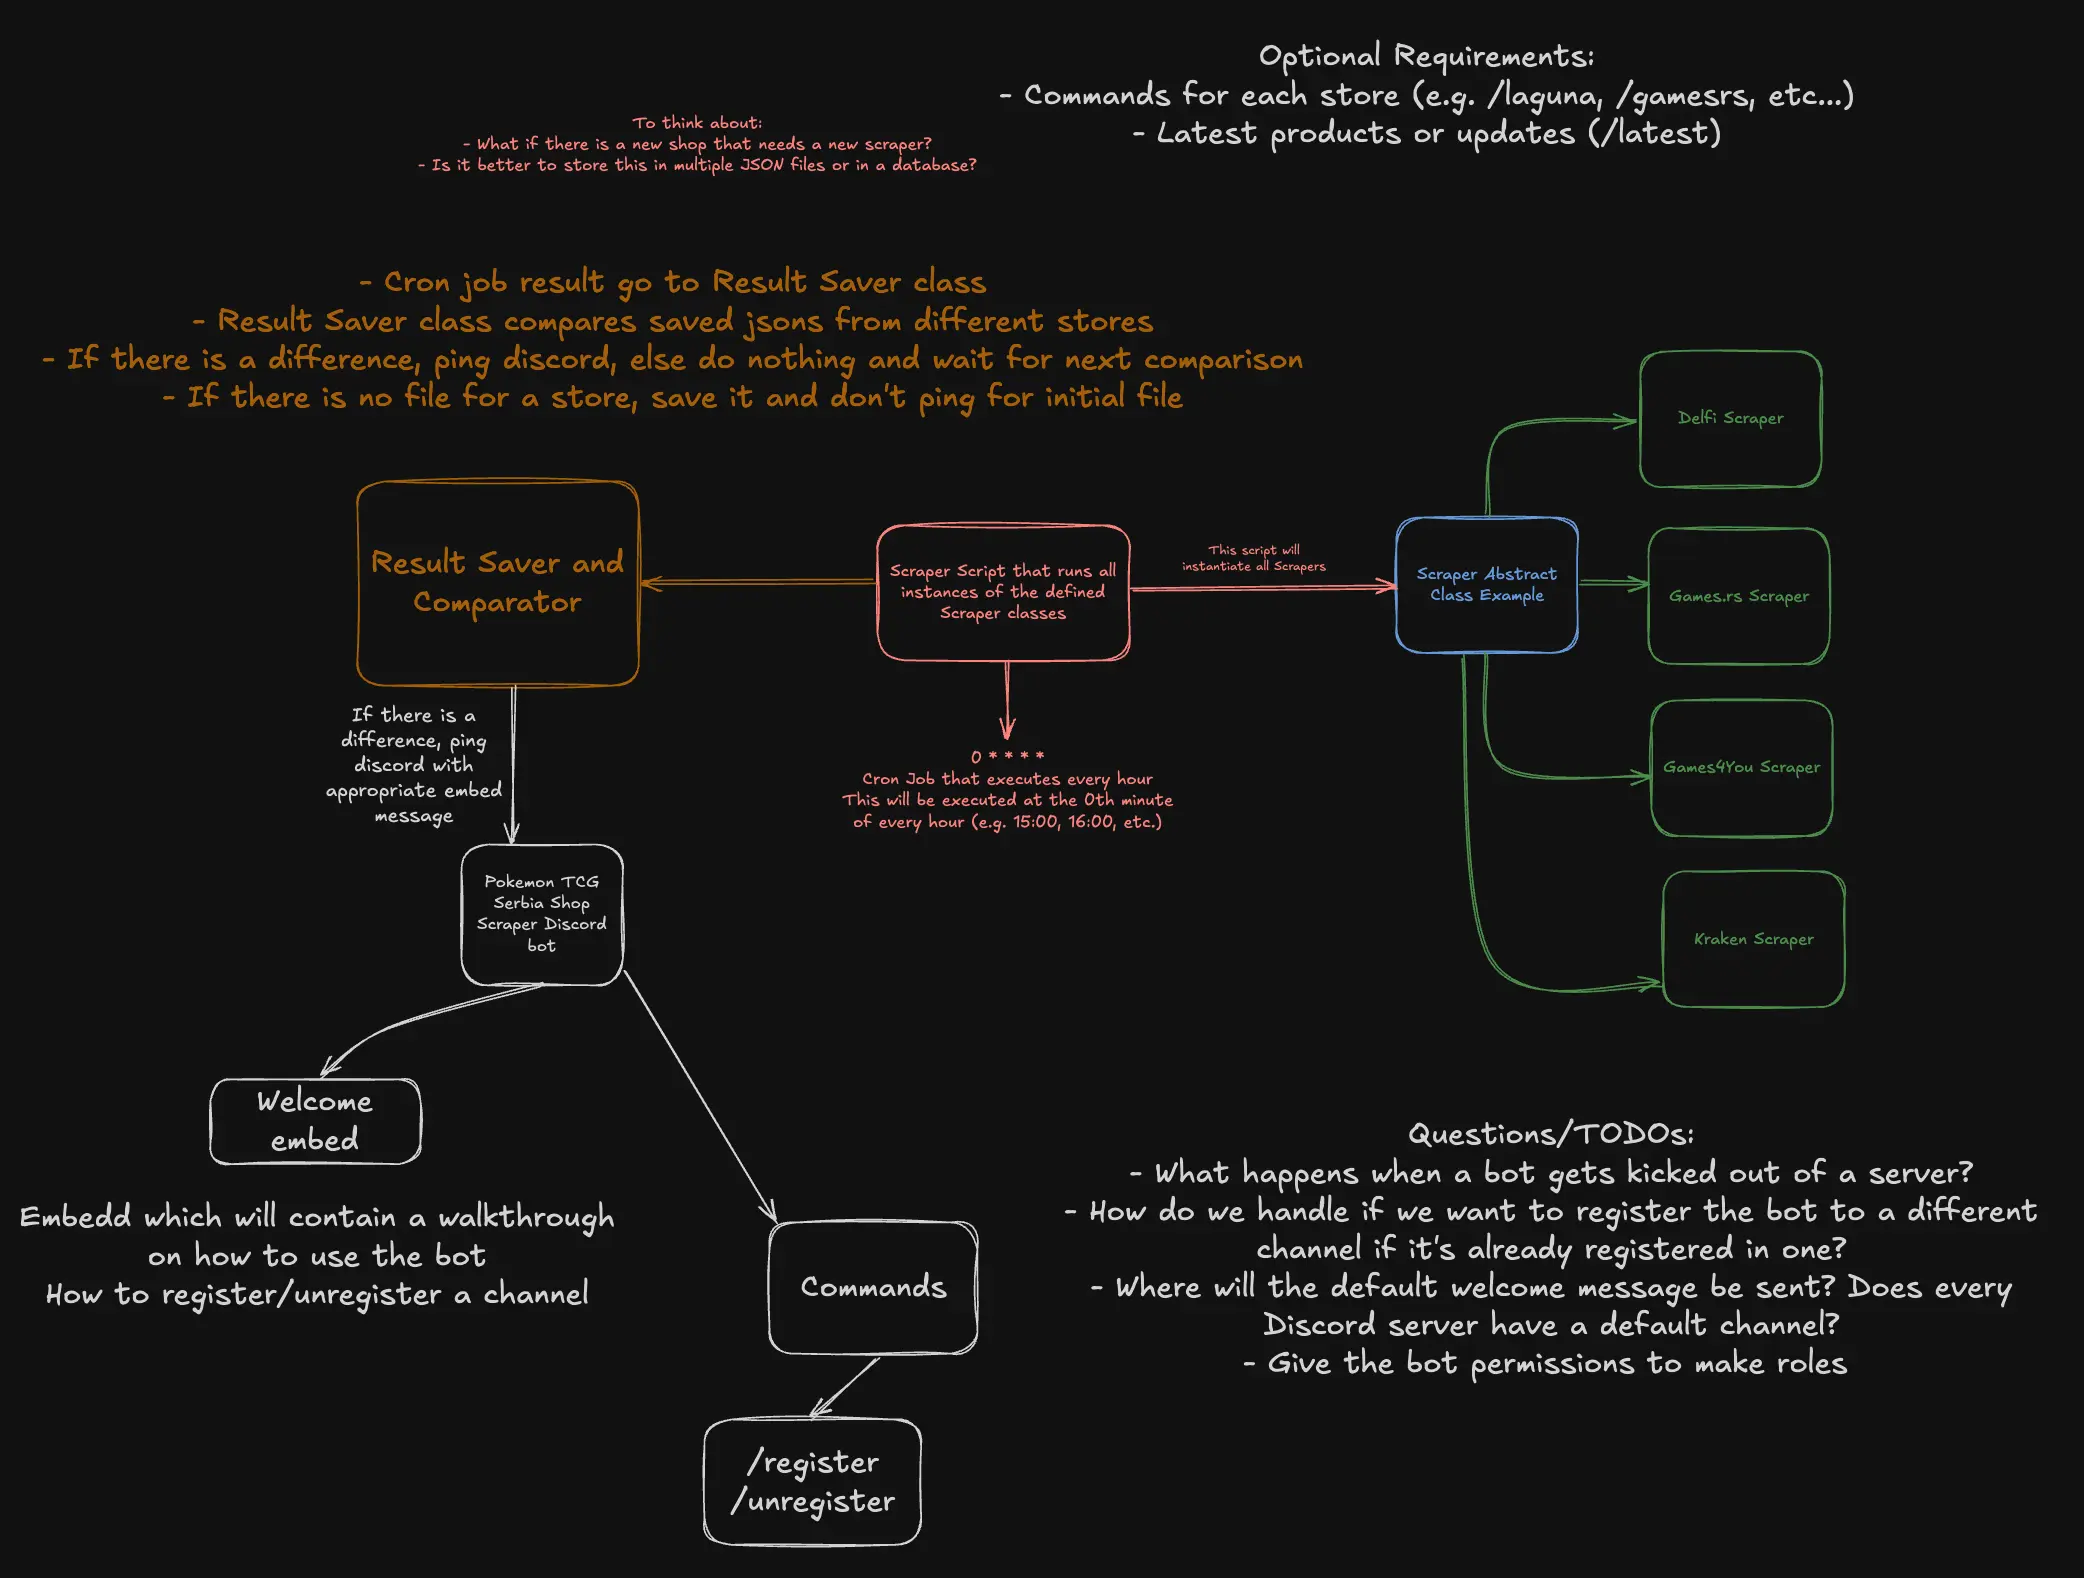 Optional Requirements:
- Commands for each store (e.g. /laguna, /gamesrs, etc...)
- Latest products or updates (/latest)
To think about:
- What if there is a new shop that needs a new scraper?
- Is it better to store this in multiple JSON files or in a database?
- Cron job result go to Result Saver class
- Result Saver class compares saved jsons from different stores
- If there is a difference, ping discord, else do nothing and wait for next comparison
- If there is no file for a store, save it and don't ping for initial file
Result Saver and
Comparator
Scraper Script that runs all
instances of the defined
Scraper classes
This script will
instantiate all Scrapers
Scraper Abstract
Class Example
Delfi Scraper
Games.rs Scraper
Games4You Scraper
Kraken Scraper
If there is a
difference, ping
discord with
appropriate embed
message
0 * * * *
Cron Job that executes every hour
This will be executed at the 0th minute
of every hour (e.g. 15:00, 16:00, etc.)
Pokemon TCG
Serbia Shop
Scraper Discord
bot
Welcome
embed
Embedd which will contain a walkthrough
on how to use the bot
How to register/unregister a channel
Commands
/register
/unregister
Questions/TODOs:
- What happens when a bot gets kicked out of a server?
- How do we handle if we want to register the bot to a different
channel if it's already registered in one?
- Where will the default welcome message be sent? Does every
Discord server have a default channel?
- Give the bot permissions to make roles